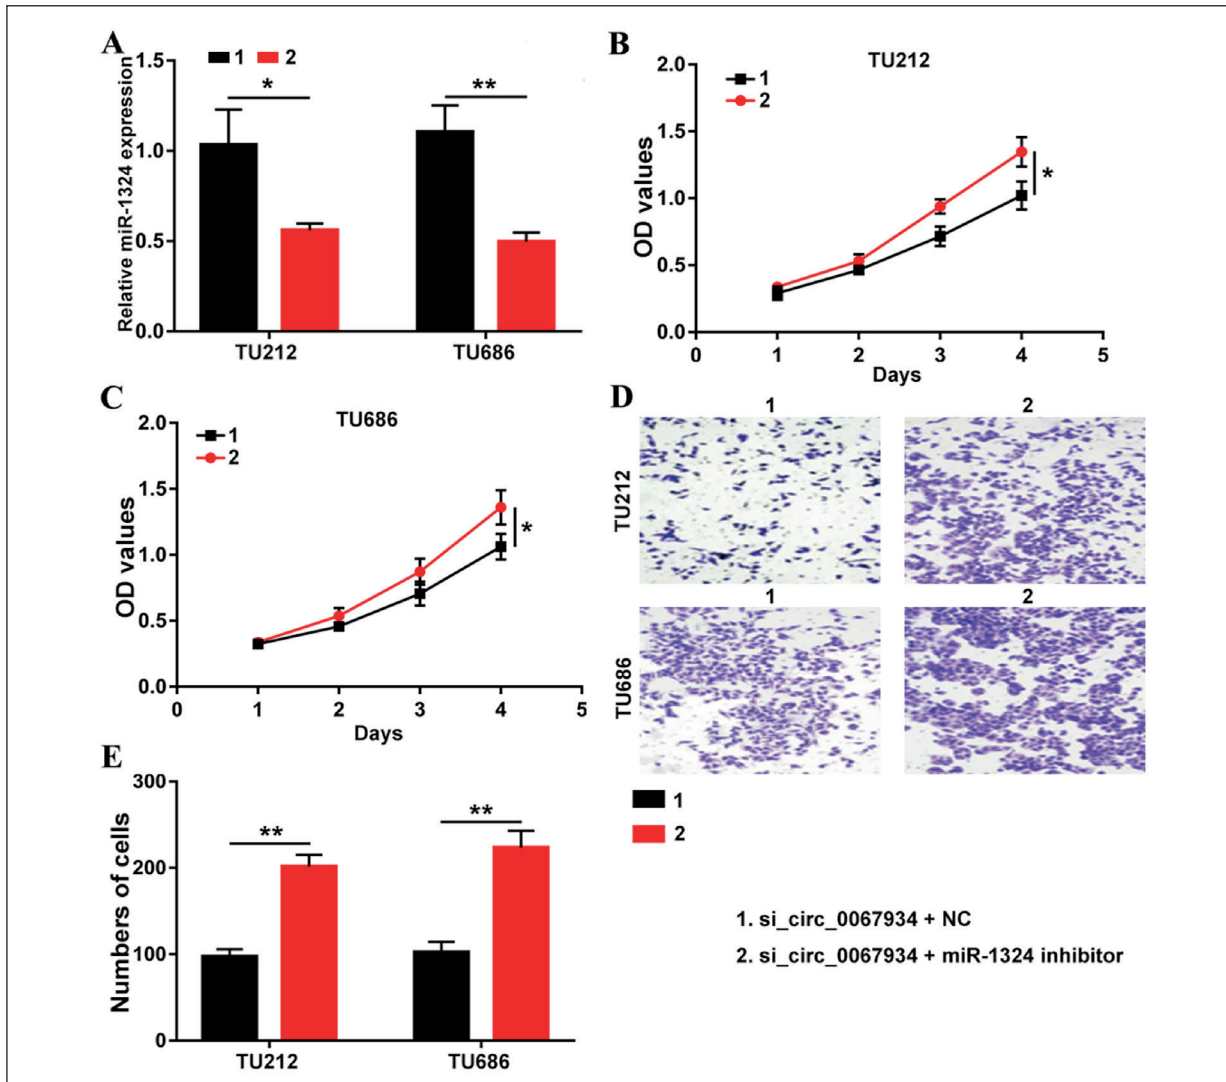 A
1 2
Relative miR-1324 expression
1.5
1.0
0.5
0.0
*
**
TU212
TU686
B
TU212
1
2
OD values
2.0
1.5
1.0
0.5
0.0
*
0 1 2 3 4 5
Days
C
TU686
1
2
OD values
2.0
1.5
1.0
0.5
0.0
*
0 1 2 3 4 5
Days
D
1 2
TU212
1 2
TU686
E
Numbers of cells
300
200
100
0
**
**
TU212
TU686
1
2
1. si_circ_0067934 + NC
2. si_circ_0067934 + miR-1324 inhibitor